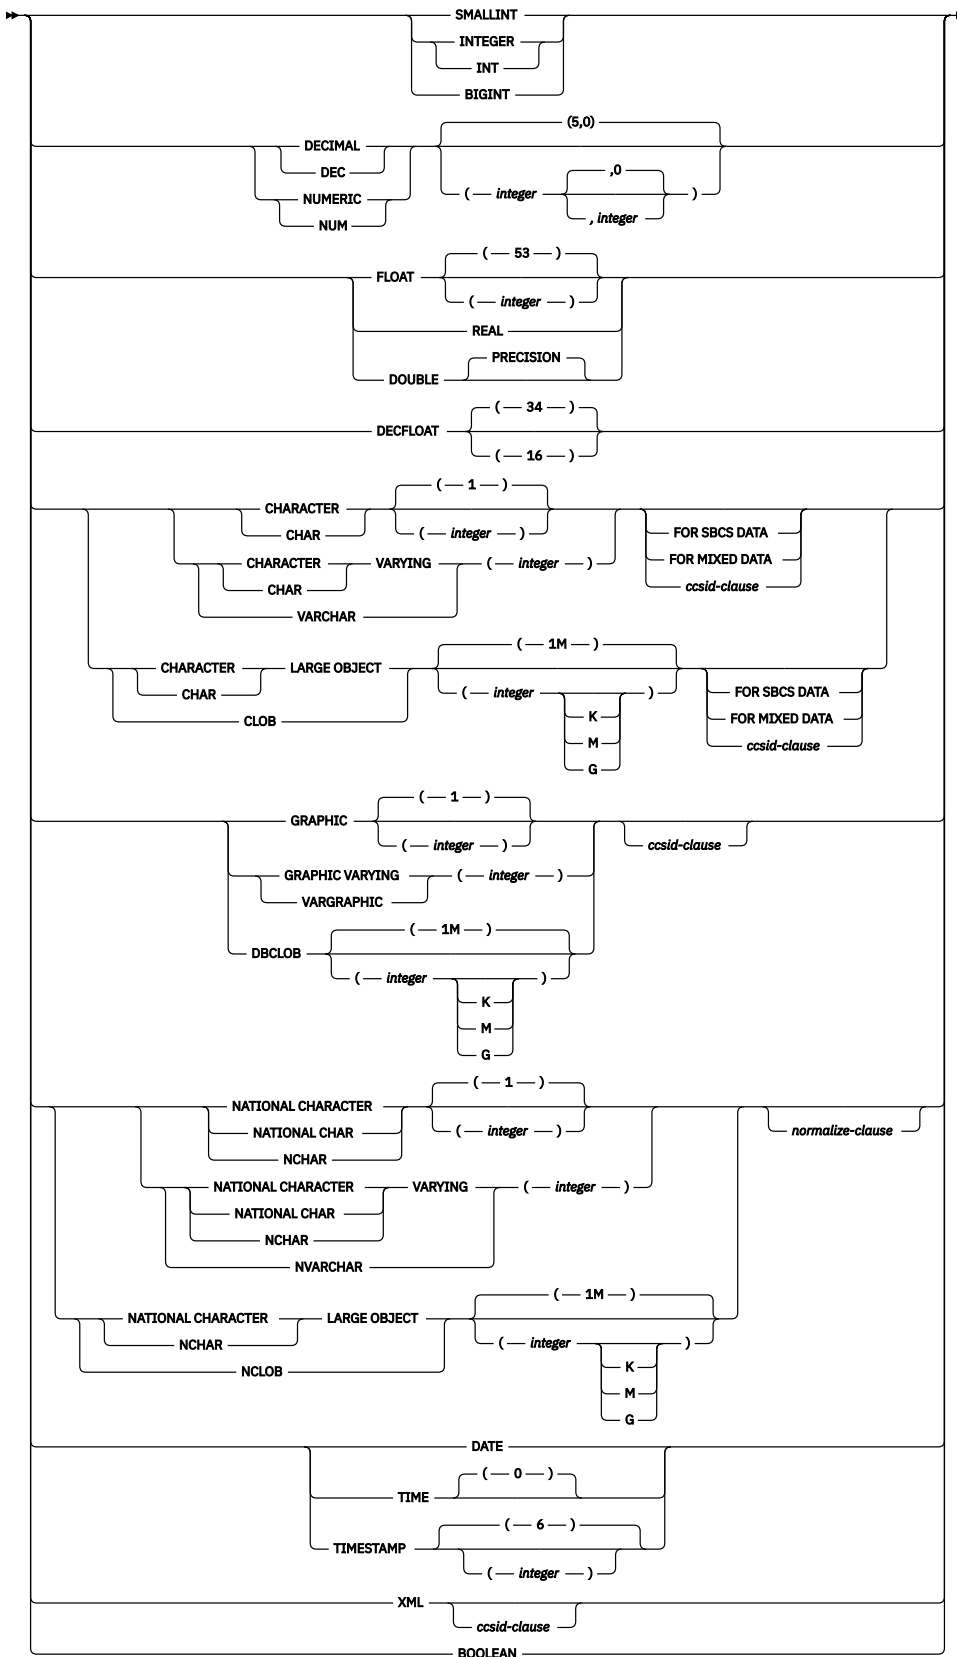 SMALLINT
INTEGER
INT
BIGINT
(5,0)
DECIMAL
DEC
,0
NUMERIC
( integer )
NUM
, integer
( 53 )
FLOAT
( integer )
REAL
PRECISION
DOUBLE
( 34 )
DECFLOAT
( 16 )
( 1 )
CHARACTER
CHAR ( integer ) FOR SBCS DATA
FOR MIXED DATA
CHARACTER VARYING ( integer )
CHAR ccsid-clause
VARCHAR
( 1M )
CHARACTER LARGE OBJECT
CHAR ( integer ) FOR SBCS DATA
CLOB K FOR MIXED DATA
M ccsid-clause
G
( 1 )
GRAPHIC
( integer ) ccsid-clause
GRAPHIC VARYING ( integer )
VARGRAPHIC
( 1M )
DBCLOB
( integer )
K
M
G
( 1 )
NATIONAL CHARACTER
NATIONAL CHAR ( integer ) normalize-clause
NCHAR
NATIONAL CHARACTER VARYING ( integer )
NATIONAL CHAR
NCHAR
NVARCHAR
( 1M )
NATIONAL CHARACTER LARGE OBJECT
NCHAR ( integer )
NCLOB K
M
G
DATE
( 0 )
TIME
( 6 )
TIMESTAMP
( integer )
XML
ccsid-clause
BOOLEAN